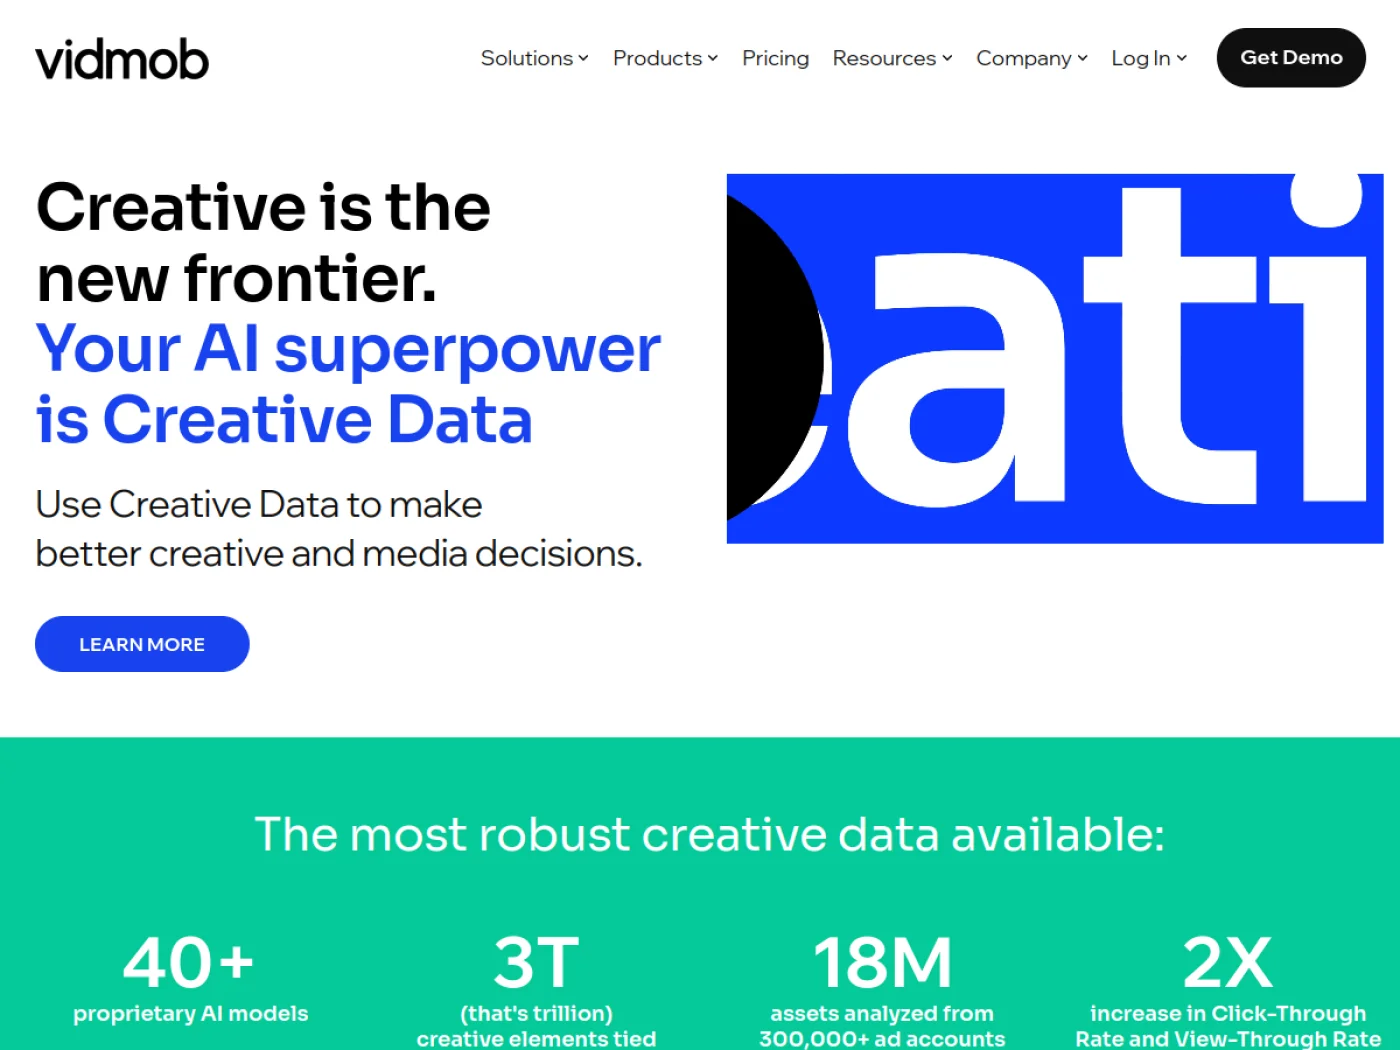 vidmob
Solutions
Products
Pricing
Resources
Company
Log In
Get Demo
Creative is the
new frontier.
Your AI superpower
is Creative Data
Use Creative Data to make
better creative and media decisions.
LEARN MORE
eati
The most robust creative data available:
40+
proprietary AI models
3T
(that's trillion)
creative elements tied
18M
assets analyzed from
300,000+ ad accounts
2X
increase in Click-Through
Rate and View-Through Rate